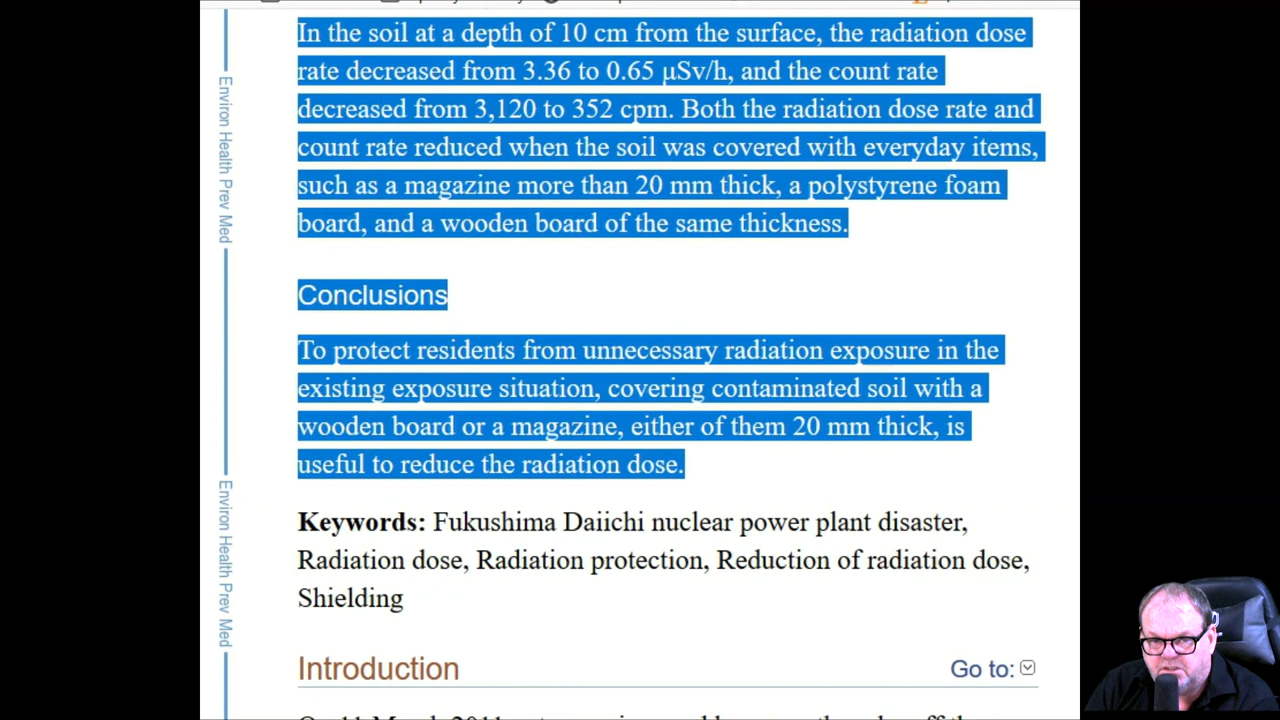 In the soil at a depth of 10 cm from the surface, the radiation dose
rate decreased from 3.36 to 0.65 μSv/h, and the count rate
decreased from 3,120 to 352 cpm. Both the radiation dose rate and
count rate reduced when the soil was covered with everyday items,
such as a magazine more than 20 mm thick, a polystyrene foam
board, and a wooden board of the same thickness.
Conclusions
To protect residents from unnecessary radiation exposure in the
existing exposure situation, covering contaminated soil with a
wooden board or a magazine, either of them 20 mm thick, is
useful to reduce the radiation dose.
Keywords: Fukushima Daiichi nuclear power plant disaster,
Radiation dose, Radiation protection, Reduction of radiation dose,
Shielding
Introduction
Go to:
Environ Health Prev Med
Environ Health Prev Med